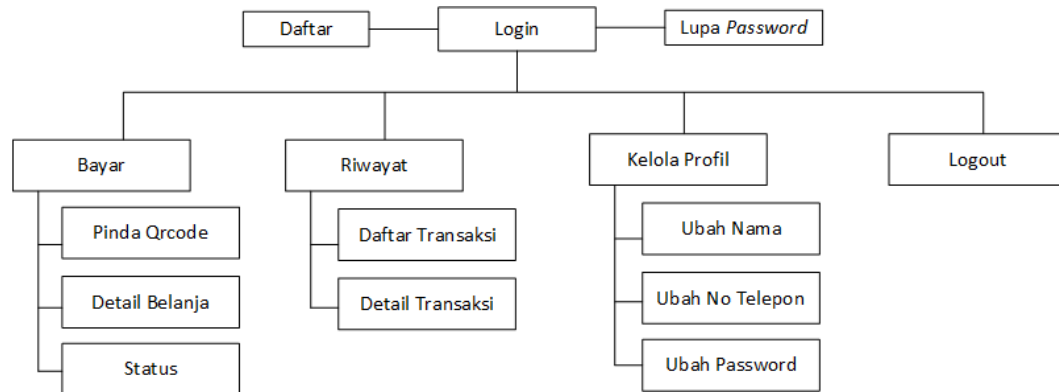 Daftar
Login
Lupa Password
Bayar
Riwayat
Kelola Profil
Logout
Pinda Qrcode
Daftar Transaksi
Ubah Nama
Detail Belanja
Detail Transaksi
Ubah No Telepon
Status
Ubah Password